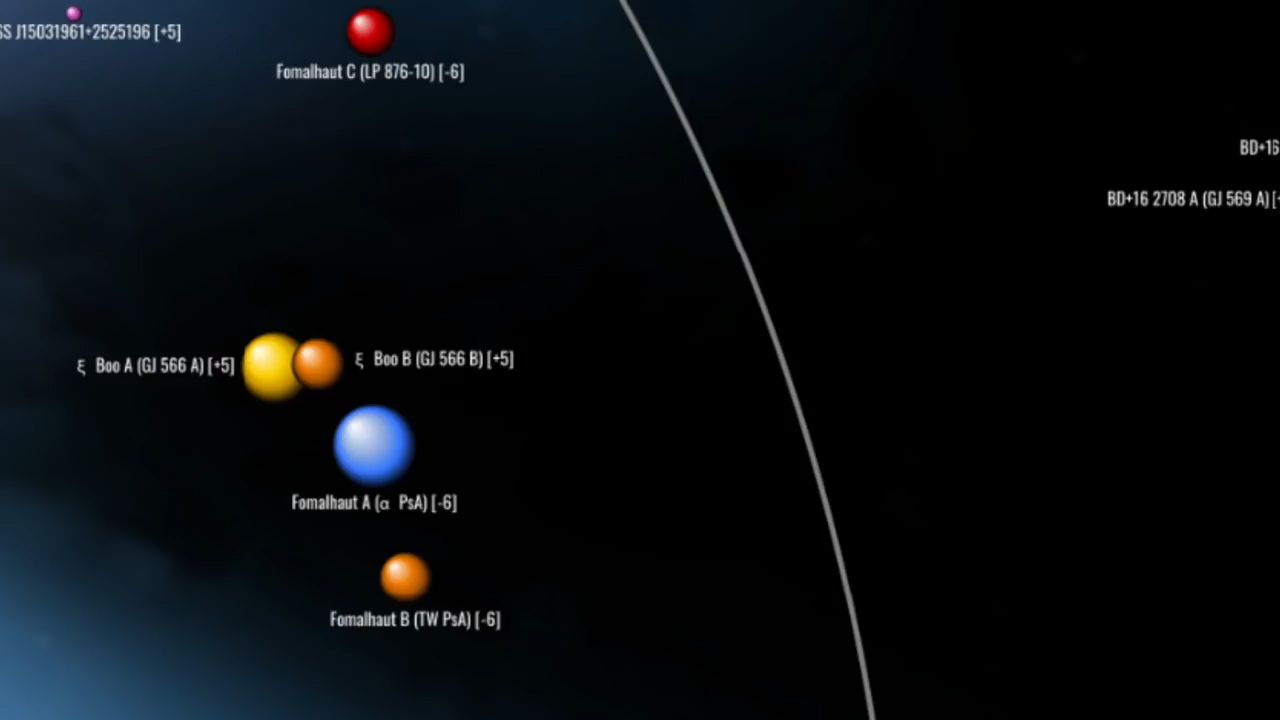 SS J15031961+2525196 [+5]
Fomalhaut C (LP 876-10) [-6]
BD+16
BD+16 2708 A (GJ 569 A) [+
ξ Boo A (GJ 566 A) [+5]
ξ Boo B (GJ 566 B) [+5]
Fomalhaut A (α PsA) [-6]
Fomalhaut B (TW PsA) [-6]